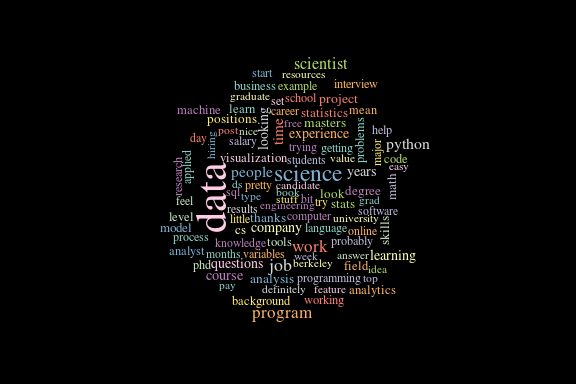 scientist
start resources
business example interview
graduate set school project
machine learn looking career statistics mean
positions time free masters
day post nice experience help
hiring salary trying getting problems python
research applied visualization students value major code
easy
data people science years math
ds pretty candidate
feel sql type book look degree
stuff bit try stats grad
results engineering software
level little thanks computer university skills
model cs company language online
process knowledge tools work probably
analyst months variables week answer learning
phd questions job berkeley field idea
course analysis programming top
pay definitely feature analytics
background working
program